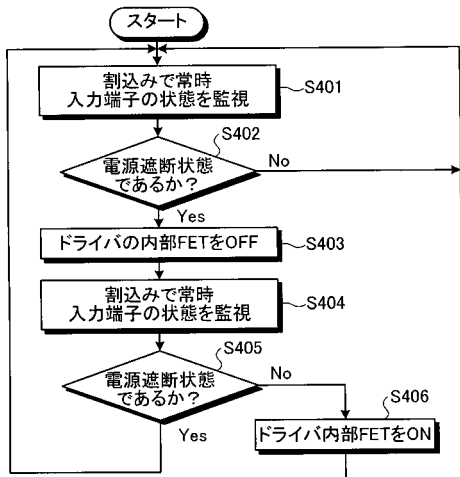 スタート
割込みで常時
入力端子の状態を監視
S401
S402
電源遮断状態
であるか？
No
Yes
ドライバの内部FETをOFF
S403
割込みで常時
入力端子の状態を監視
S404
S405
電源遮断状態
であるか？
No
Yes
S406
ドライバ内部FETをON